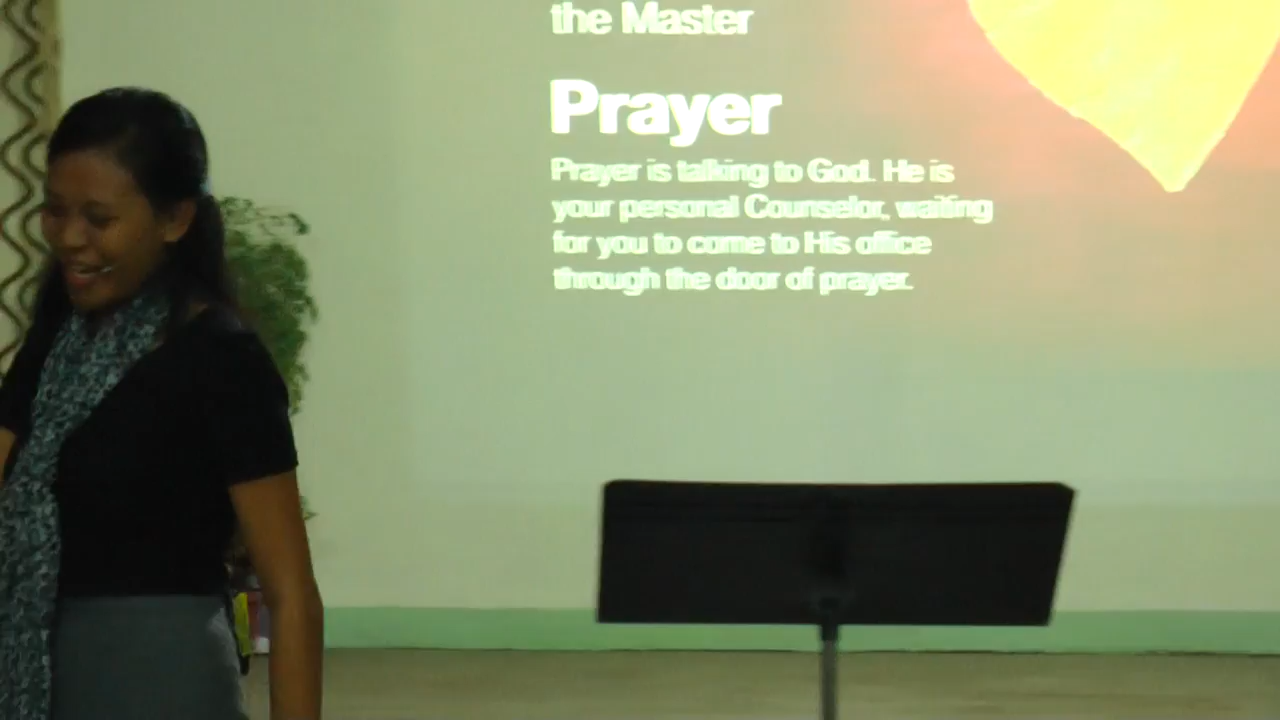 the Master
Prayer
Prayer is talking to God. He is
your personal Counselor, waiting
for you to come to His office
through the door of prayer.